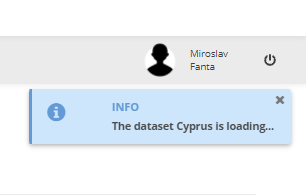 Miroslav
Fanta
INFO
The dataset Cyprus is loading...